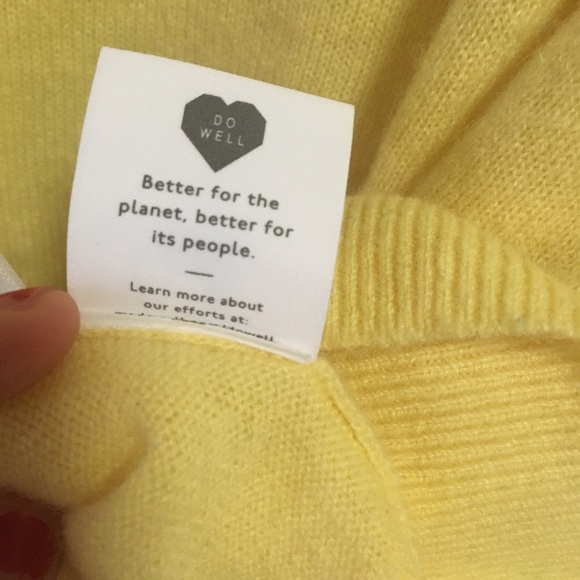 DO
WELL
Better for the
planet, better for
its people.
Learn more about
our efforts at: